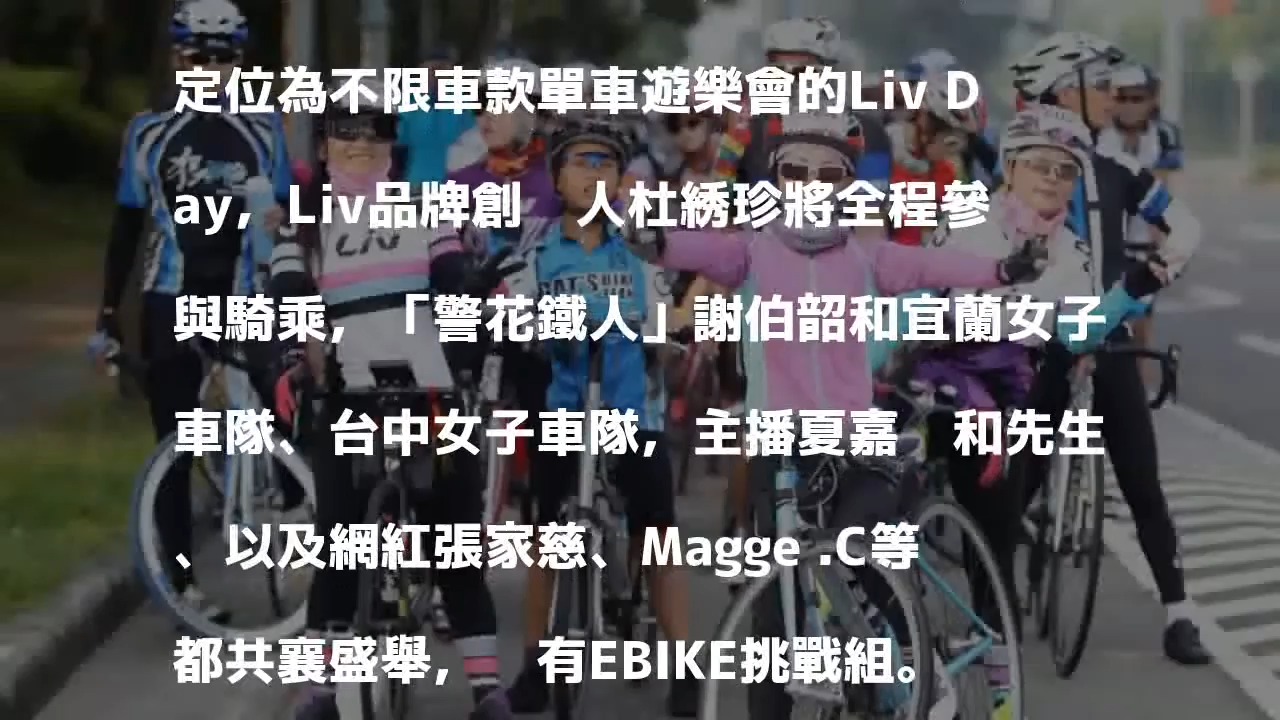 定位為不限車款單車遊樂會的Liv D
ay，Liv品牌創　人杜綉珍將全程參
與騎乘，「警花鐵人」謝伯韶和宜蘭女子
車隊、台中女子車隊，主播夏嘉　和先生
、以及網紅張家慈、Magge .C等
都共襄盛舉，　有EBIKE挑戰組。
LIV